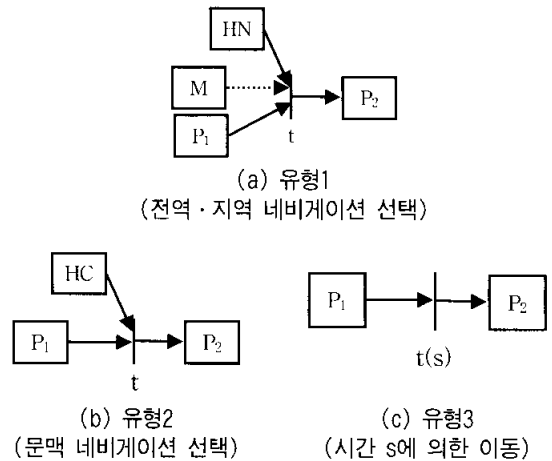 HN
M
P₂
P₁
t
(a) 유형1
(전역·지역 네비게이션 선택)
HC
P₁
P₂
t
(b) 유형2
(문맥 네비게이션 선택)
P₁
P₂
t(s)
(c) 유형3
(시간 s에 의한 이동)